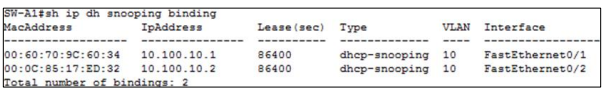 SW-A1#sh ip dh snooping binding
MacAddress IpAddress Lease(sec) Type VLAN Interface
------------------ --------------- ---------- ------------- ---- -----------------
00:60:70:9C:60:34 10.100.10.1 86400 dhcp-snooping 10 FastEthernet0/1
00:0C:85:17:ED:32 10.100.10.2 86400 dhcp-snooping 10 FastEthernet0/2
Total number of bindings: 2